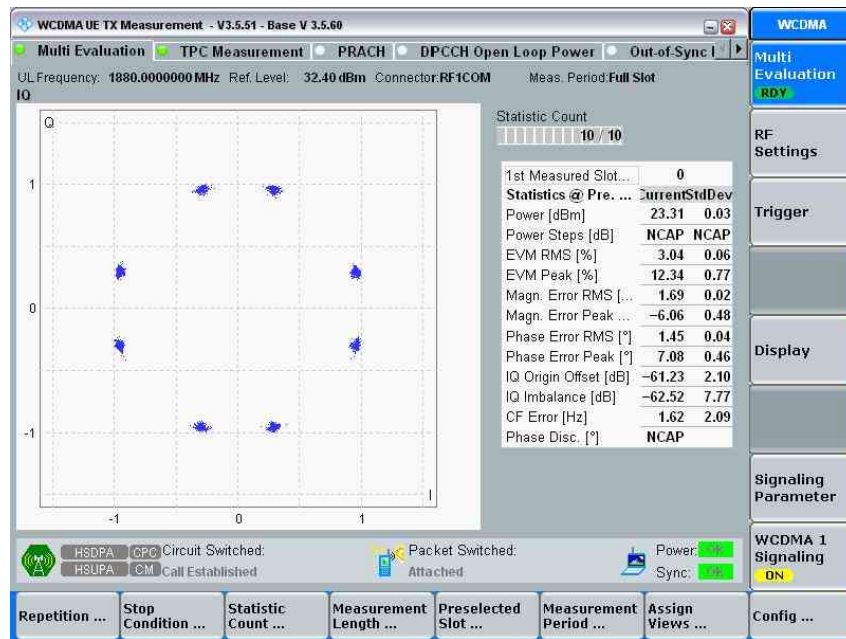 WCDMA UE TX Measurement - V3.5.51 - Base V 3.5.60
WCDMA
Multi Evaluation TPC Measurement PRACH DPCCH Open Loop Power Out-of-Sync
Multi Evaluation RDY
UL Frequency: 1880.0000000 MHz Ref. Level: 32.40 dBm Connector:RF1COM Meas. Period:Full Slot
IQ
Q
1
0
-1
-1 0 1
I
Statistic Count
10 / 10
1st Measured Slot... 0
Statistics @ Pre. ... Current StdDev
Power [dBm] 23.31 0.03
Power Steps [dB] NCAP NCAP
EVM RMS [%] 3.04 0.06
EVM Peak [%] 12.34 0.77
Magn. Error RMS [... 1.69 0.02
Magn. Error Peak ... −6.06 0.48
Phase Error RMS [°] 1.45 0.04
Phase Error Peak [°] 7.08 0.46
IQ Origin Offset [dB] −61.23 2.10
IQ Imbalance [dB] −62.52 7.77
CF Error [Hz] 1.62 2.09
Phase Disc. [°] NCAP
RF Settings
Trigger
Display
Signaling Parameter
WCDMA 1 Signaling ON
HSDPA CPC Circuit Switched: Packet Switched: Power: OK
HSUPA CM Call Established Attached Sync: OK
Repetition ... Stop Condition ... Statistic Count ... Measurement Length ... Preselected Slot ... Measurement Period ... Assign Views ... Config ...